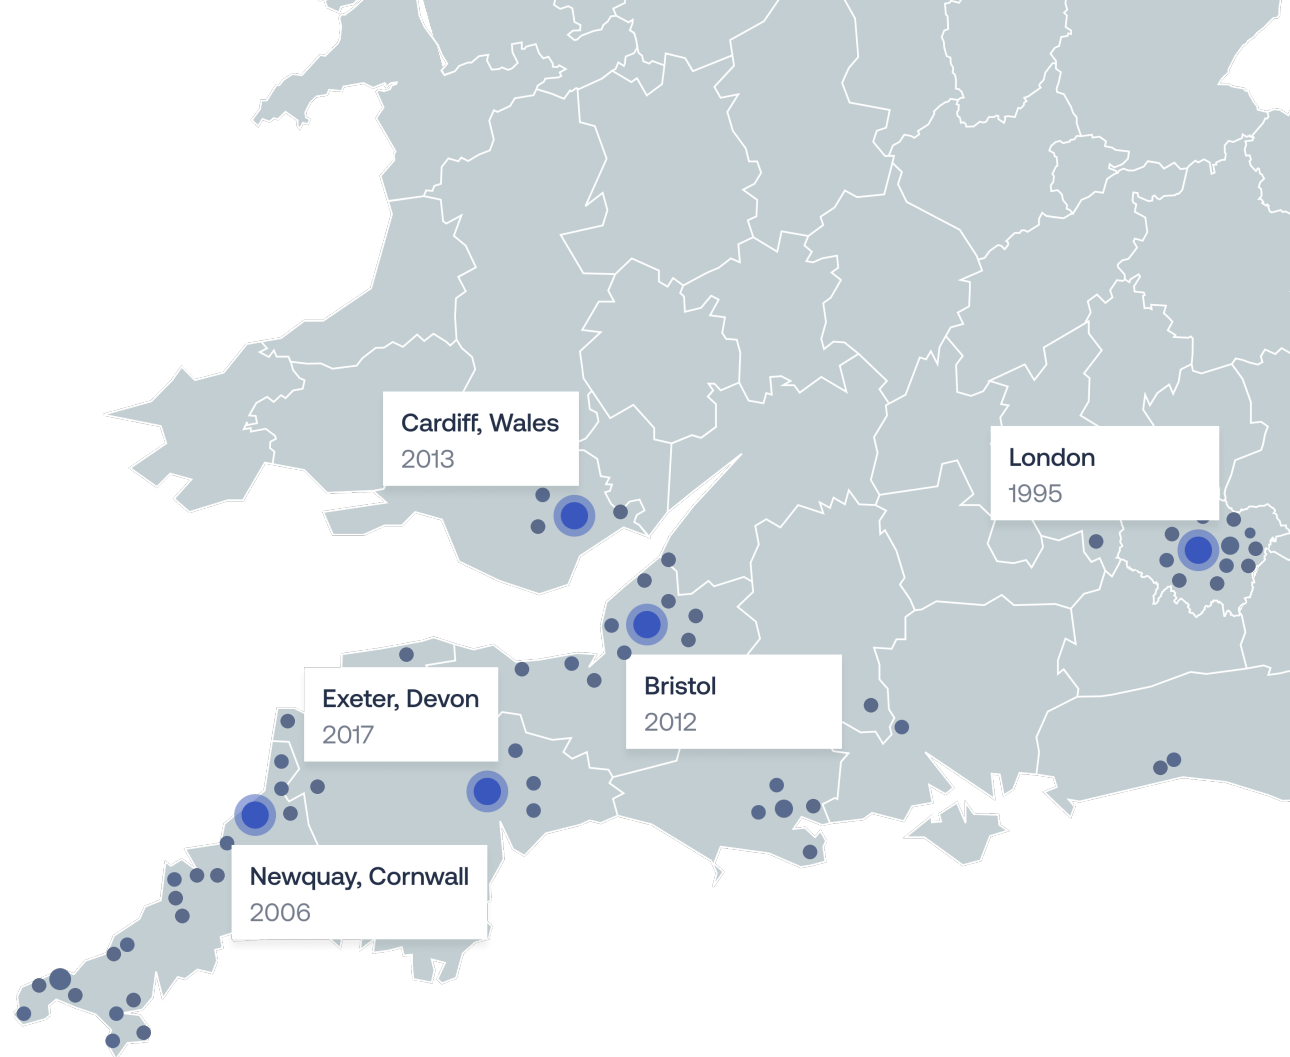 Cardiff, Wales
2013
London
1995
Exeter, Devon
2017
Bristol
2012
Newquay, Cornwall
2006